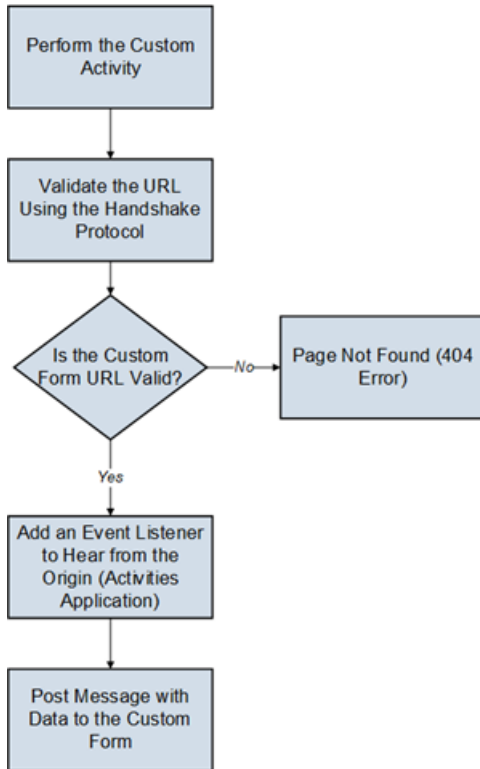 Perform the Custom
Activity
Validate the URL
Using the Handshake
Protocol
Is the Custom
Form URL Valid?
No
Page Not Found (404
Error)
Yes
Add an Event Listener
to Hear from the
Origin (Activities
Application)
Post Message with
Data to the Custom
Form